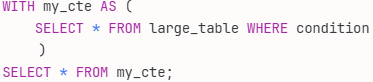 WITH my_cte AS (
    SELECT * FROM large_table WHERE condition
    )
SELECT * FROM my_cte;